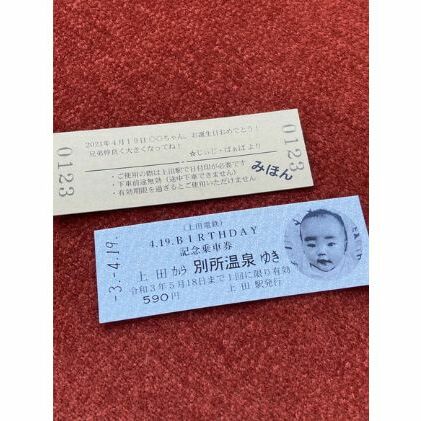 2021年4月19日○○ちゃん、お誕生日おめでとう!
兄弟仲良く大きくなってね!
☆じぃじ・ばぁば より
・ご使用の際は上田駅で日付印が必要です
・下車前途無効(途中下車できません)
・有効期限を過ぎるとご使用いただけません
みほん
0123
0123
(上田電鉄)
4.19.BIRTHDAY
記念乗車券
上田から 別所温泉ゆき
令和3年5月18日まで1回に限り有効
590円
上田駅発行
-3.-4.19.